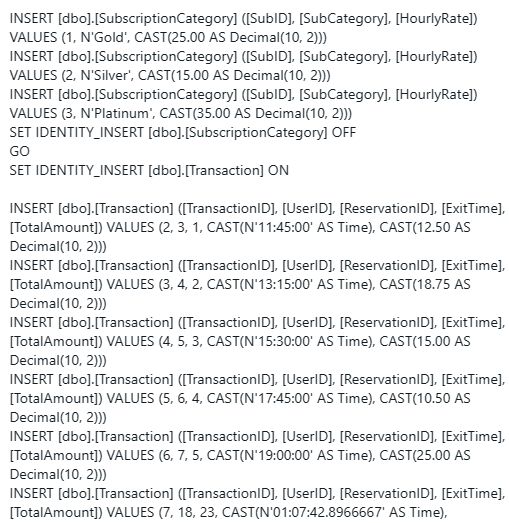 INSERT [dbo].[SubscriptionCategory] ([SubID], [SubCategory], [HourlyRate])
VALUES (1, N'Gold', CAST(25.00 AS Decimal(10, 2)))
INSERT [dbo].[SubscriptionCategory] ([SubID], [SubCategory], [HourlyRate])
VALUES (2, N'Silver', CAST(15.00 AS Decimal(10, 2)))
INSERT [dbo].[SubscriptionCategory] ([SubID], [SubCategory], [HourlyRate])
VALUES (3, N'Platinum', CAST(35.00 AS Decimal(10, 2)))
SET IDENTITY_INSERT [dbo].[SubscriptionCategory] OFF
GO
SET IDENTITY_INSERT [dbo].[Transaction] ON
INSERT [dbo].[Transaction] ([TransactionID], [UserID], [ReservationID], [ExitTime],
[TotalAmount]) VALUES (2, 3, 1, CAST(N'11:45:00' AS Time), CAST(12.50 AS
Decimal(10, 2)))
INSERT [dbo].[Transaction] ([TransactionID], [UserID], [ReservationID], [ExitTime],
[TotalAmount]) VALUES (3, 4, 2, CAST(N'13:15:00' AS Time), CAST(18.75 AS
Decimal(10, 2)))
INSERT [dbo].[Transaction] ([TransactionID], [UserID], [ReservationID], [ExitTime],
[TotalAmount]) VALUES (4, 5, 3, CAST(N'15:30:00' AS Time), CAST(15.00 AS
Decimal(10, 2)))
INSERT [dbo].[Transaction] ([TransactionID], [UserID], [ReservationID], [ExitTime],
[TotalAmount]) VALUES (5, 6, 4, CAST(N'17:45:00' AS Time), CAST(10.50 AS
Decimal(10, 2)))
INSERT [dbo].[Transaction] ([TransactionID], [UserID], [ReservationID], [ExitTime],
[TotalAmount]) VALUES (6, 7, 5, CAST(N'19:00:00' AS Time), CAST(25.00 AS
Decimal(10, 2)))
INSERT [dbo].[Transaction] ([TransactionID], [UserID], [ReservationID], [ExitTime],
[TotalAmount]) VALUES (7, 18, 23, CAST(N'01:07:42.8966667' AS Time),